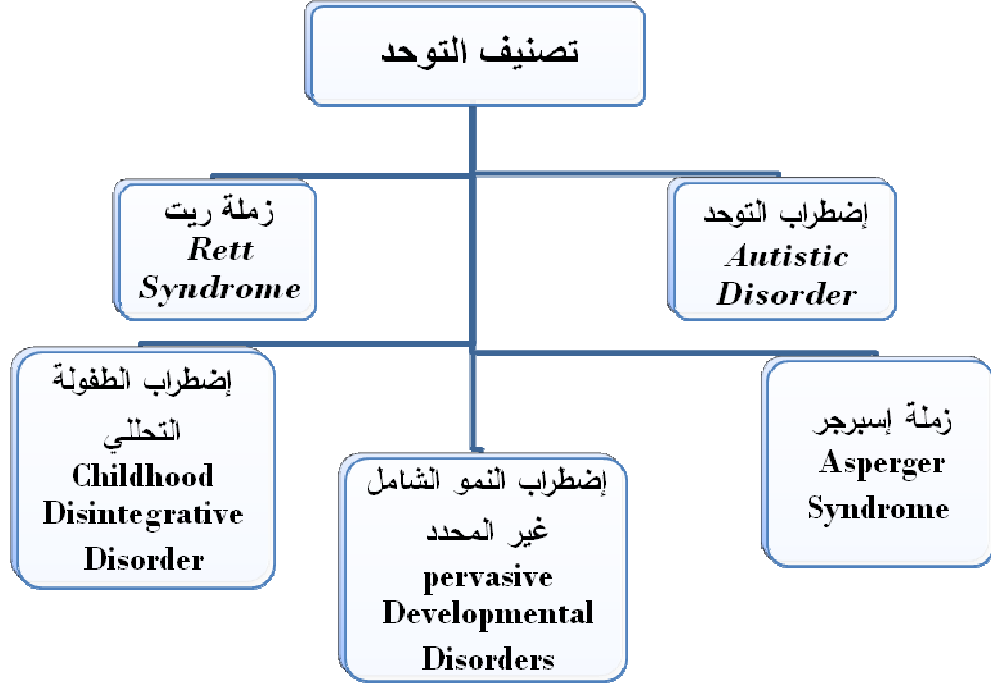 تصنيف التوحد
إضطراب التوحد
Autistic
Disorder
زملة ريت
Rett
Syndrome
زملة إسبرجر
Asperger
Syndrome
إضطراب النمو الشامل
غير المحدد
pervasive
Developmental
Disorders
إضطراب الطفولة
التحللي
Childhood
Disintegrative
Disorder